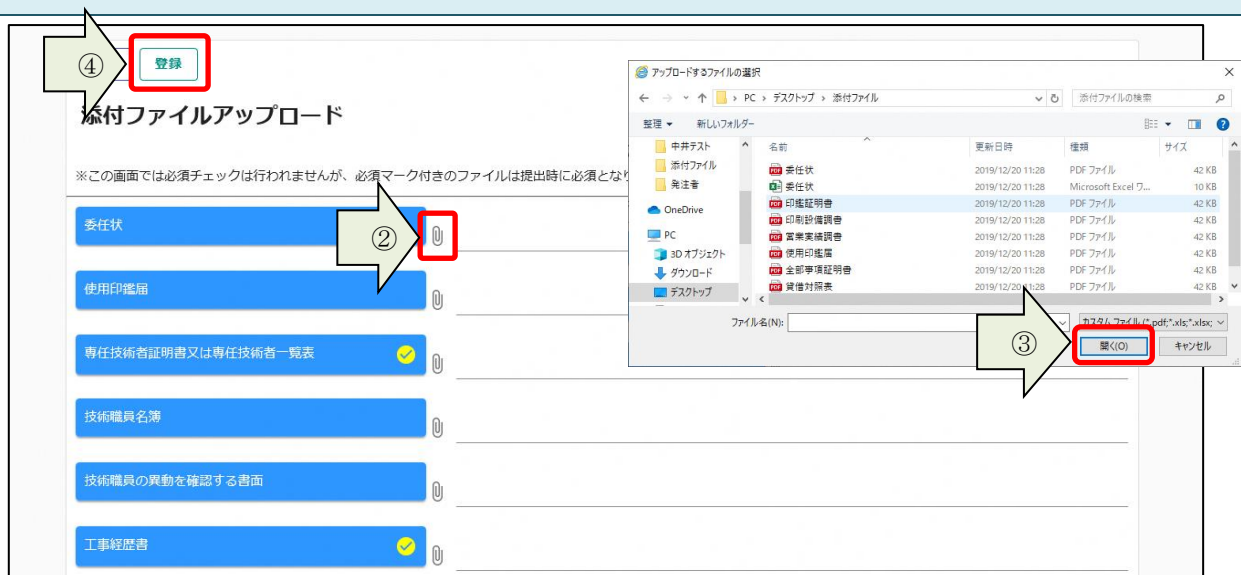 ④
登録
添付ファイルアップロード
※この画面では必須チェックは行われませんが、必須マーク付きのファイルは提出時に必須となり
委任状
②
使用印鑑届
専任技術者証明書又は専任技術者一覧表
技術職員名簿
技術職員の異動を確認する書面
工事経歴書
アップロードするファイルの選択
PC > デスクトップ > 添付ファイル
添付ファイルの検索
整理 新しいフォルダー
中井テスト
添付ファイル
発注者
OneDrive
PC
3D オブジェクト
ダウンロード
デスクトップ
名前 更新日時 種類 サイズ
委任状 2019/12/20 11:28 PDF ファイル 42 KB
委任状 2019/12/20 11:28 Microsoft Excel ワ... 10 KB
印鑑証明書 2019/12/20 11:28 PDF ファイル 42 KB
印刷設備調書 2019/12/20 11:28 PDF ファイル 42 KB
営業実績調書 2019/12/20 11:28 PDF ファイル 42 KB
使用印鑑届 2019/12/20 11:28 PDF ファイル 42 KB
全部事項証明書 2019/12/20 11:28 PDF ファイル 42 KB
貸借対照表 2019/12/20 11:28 PDF ファイル 42 KB
ファイル名(N):
カスタム ファイル (*.pdf;*.xls;*.xlsx;
③
開く(O)
キャンセル